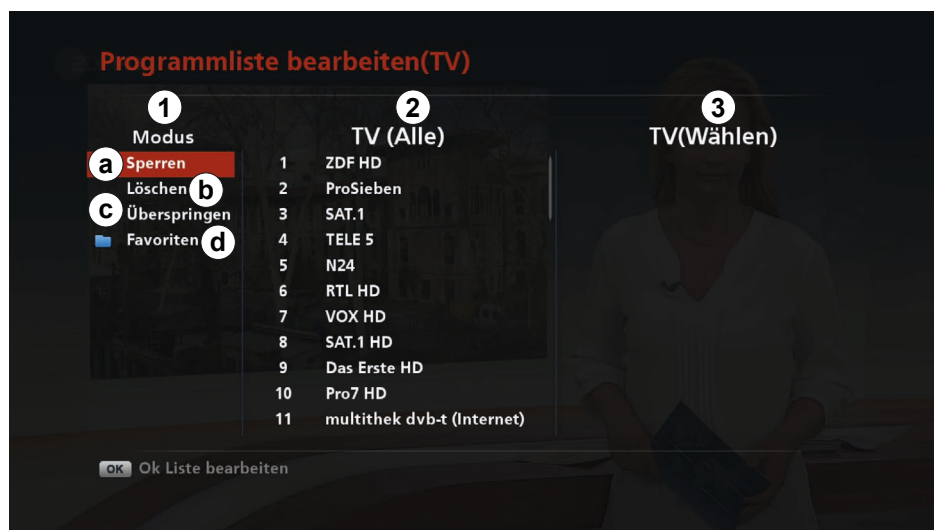 Programmliste bearbeiten(TV)
1 2 3
Modus TV (Alle) TV(Wählen)
a Sperren 1 ZDF HD
Löschen b 2 ProSieben
c Überspringen 3 SAT.1
Favoriten d 4 TELE 5
5 N24
6 RTL HD
7 VOX HD
8 SAT.1 HD
9 Das Erste HD
10 Pro7 HD
11 multithek dvb-t (Internet)
OK Ok Liste bearbeiten